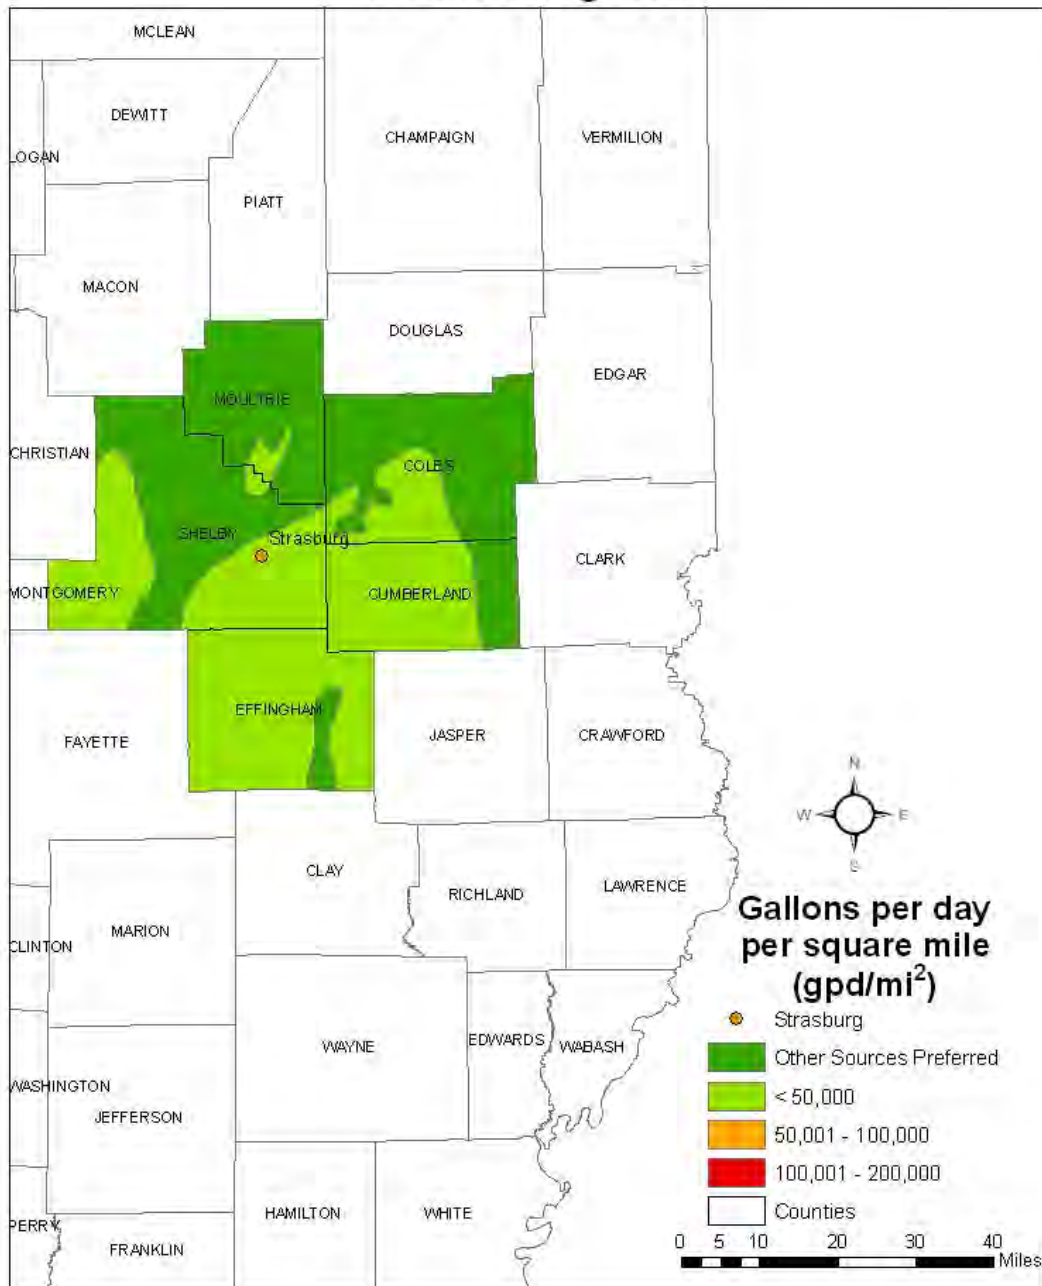 MCLEAN
DEWITT
LOGAN
CHAMPAIGN
VERMILION
PIATT
MACON
DOUGLAS
EDGAR
MOULTRIE
CHRISTIAN
COLES
SHELBY
Strasburg
CLARK
MONTGOMERY
CUMBERLAND
EFFINGHAM
FAYETTE
JASPER
CRAWFORD
N
W
E
S
CLAY
RICHLAND
LAWRENCE
MARION
CLINTON
Gallons per day
per square mile
(gpd/mi²)
Strasburg
Other Sources Preferred
< 50,000
50,001 - 100,000
100,001 - 200,000
Counties
WAYNE
EDWARDS
WABASH
WASHINGTON
JEFFERSON
HAMILTON
WHITE
PERRY
FRANKLIN
0 5 10 20 30 40
Miles